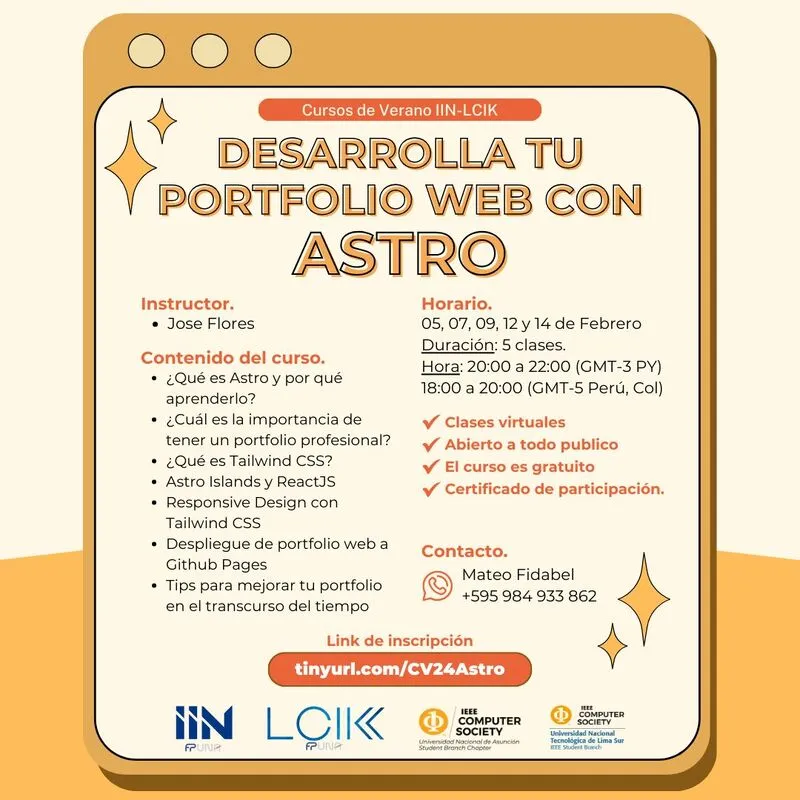 Cursos de Verano IIN-LCIK
DESARROLLA TU
PORTFOLIO WEB CON
ASTRO
Instructor.
• Jose Flores
Contenido del curso.
• ¿Qué es Astro y por qué
aprenderlo?
• ¿Cuál es la importancia de
tener un portfolio profesional?
• ¿Qué es Tailwind CSS?
• Astro Islands y ReactJS
• Responsive Design con
Tailwind CSS
• Despliegue de portfolio web a
Github Pages
• Tips para mejorar tu portfolio
en el transcurso del tiempo
Horario.
05, 07, 09, 12 y 14 de Febrero
Duración: 5 clases.
Hora: 20:00 a 22:00 (GMT-3 PY)
18:00 a 20:00 (GMT-5 Perú, Col)
Clases virtuales
Abierto a todo publico
El curso es gratuito
Certificado de participación.
Contacto.
Mateo Fidabel
+595 984 933 862
Link de inscripción
tinyurl.com/CV24Astro
IIN
FPUNA
LCIK
FPUNA
IEEE
COMPUTER
SOCIETY
Universidad Nacional de Asunción
Student Branch Chapter
IEEE
COMPUTER
SOCIETY
Universidad Nacional
Tecnológica de Lima Sur
IEEE Student Branch